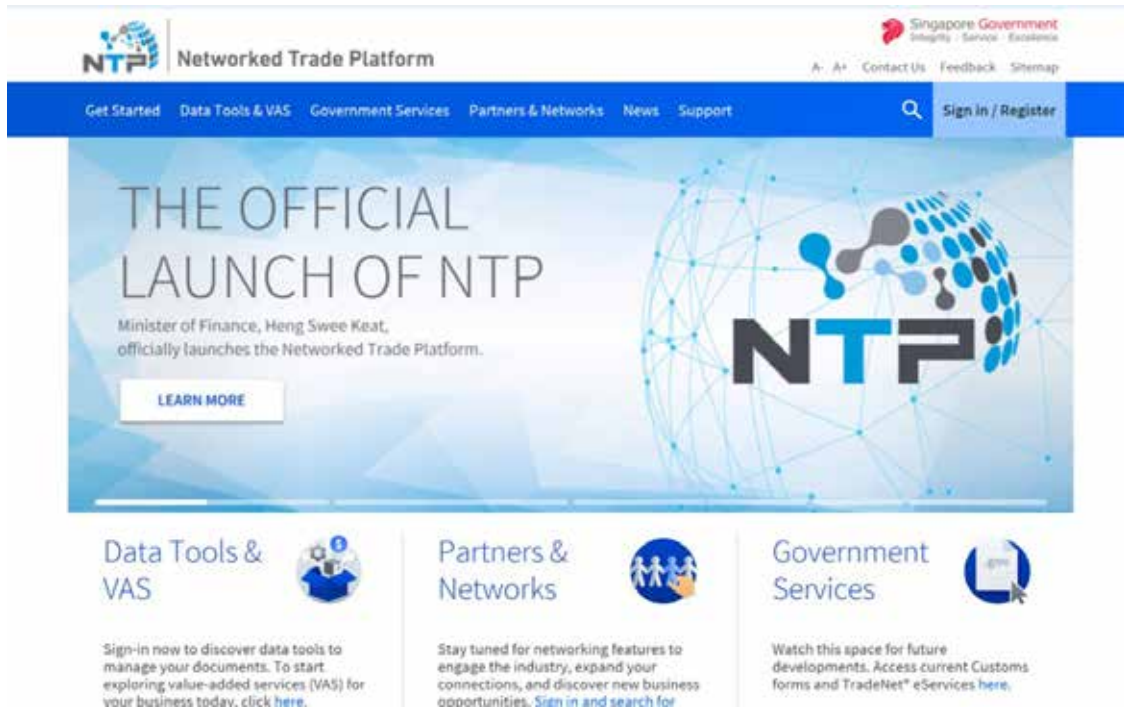 Singapore Government
Integrity · Service · Excellence
NTP
Networked Trade Platform
A- A+ Contact Us Feedback Sitemap
Get Started Data Tools & VAS Government Services Partners & Networks News Support
Sign in / Register
THE OFFICIAL
LAUNCH OF NTP
Minister of Finance, Heng Swee Keat,
officially launches the Networked Trade Platform.
LEARN MORE
NTP
Data Tools &
VAS
Sign-in now to discover data tools to
manage your documents. To start
exploring value-added services (VAS) for
your business today, click here.
Partners &
Networks
Stay tuned for networking features to
engage the industry, expand your
connections, and discover new business
opportunities. Sign in and search for
Government
Services
Watch this space for future
developments. Access current Customs
forms and TradeNet® eServices here.